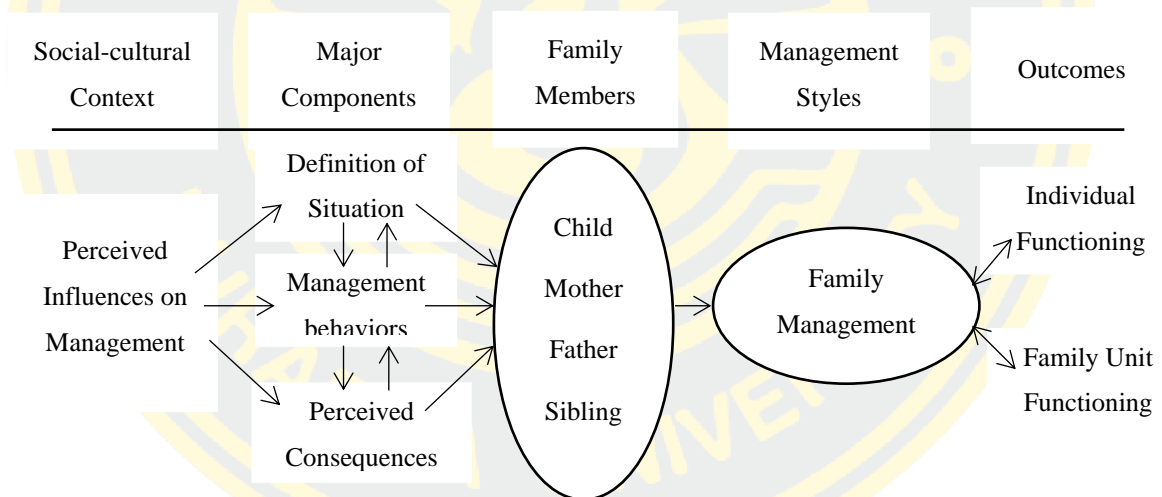 Social-cultural
Context
Major
Components
Family
Members
Management
Styles
Outcomes
Perceived
Influences on
Management
Definition of
Situation
Management
behaviors
Perceived
Consequences
Child
Mother
Father
Sibling
Family
Management
Individual
Functioning
Family Unit
Functioning